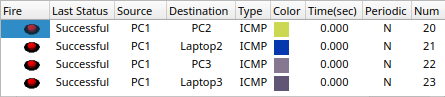 Fire Last Status Source Destination Type Color Time(sec) Periodic Num
Successful PC1 PC2 ICMP 0.000 N 20
Successful PC1 Laptop2 ICMP 0.000 N 21
Successful PC1 PC3 ICMP 0.000 N 22
Successful PC1 Laptop3 ICMP 0.000 N 23